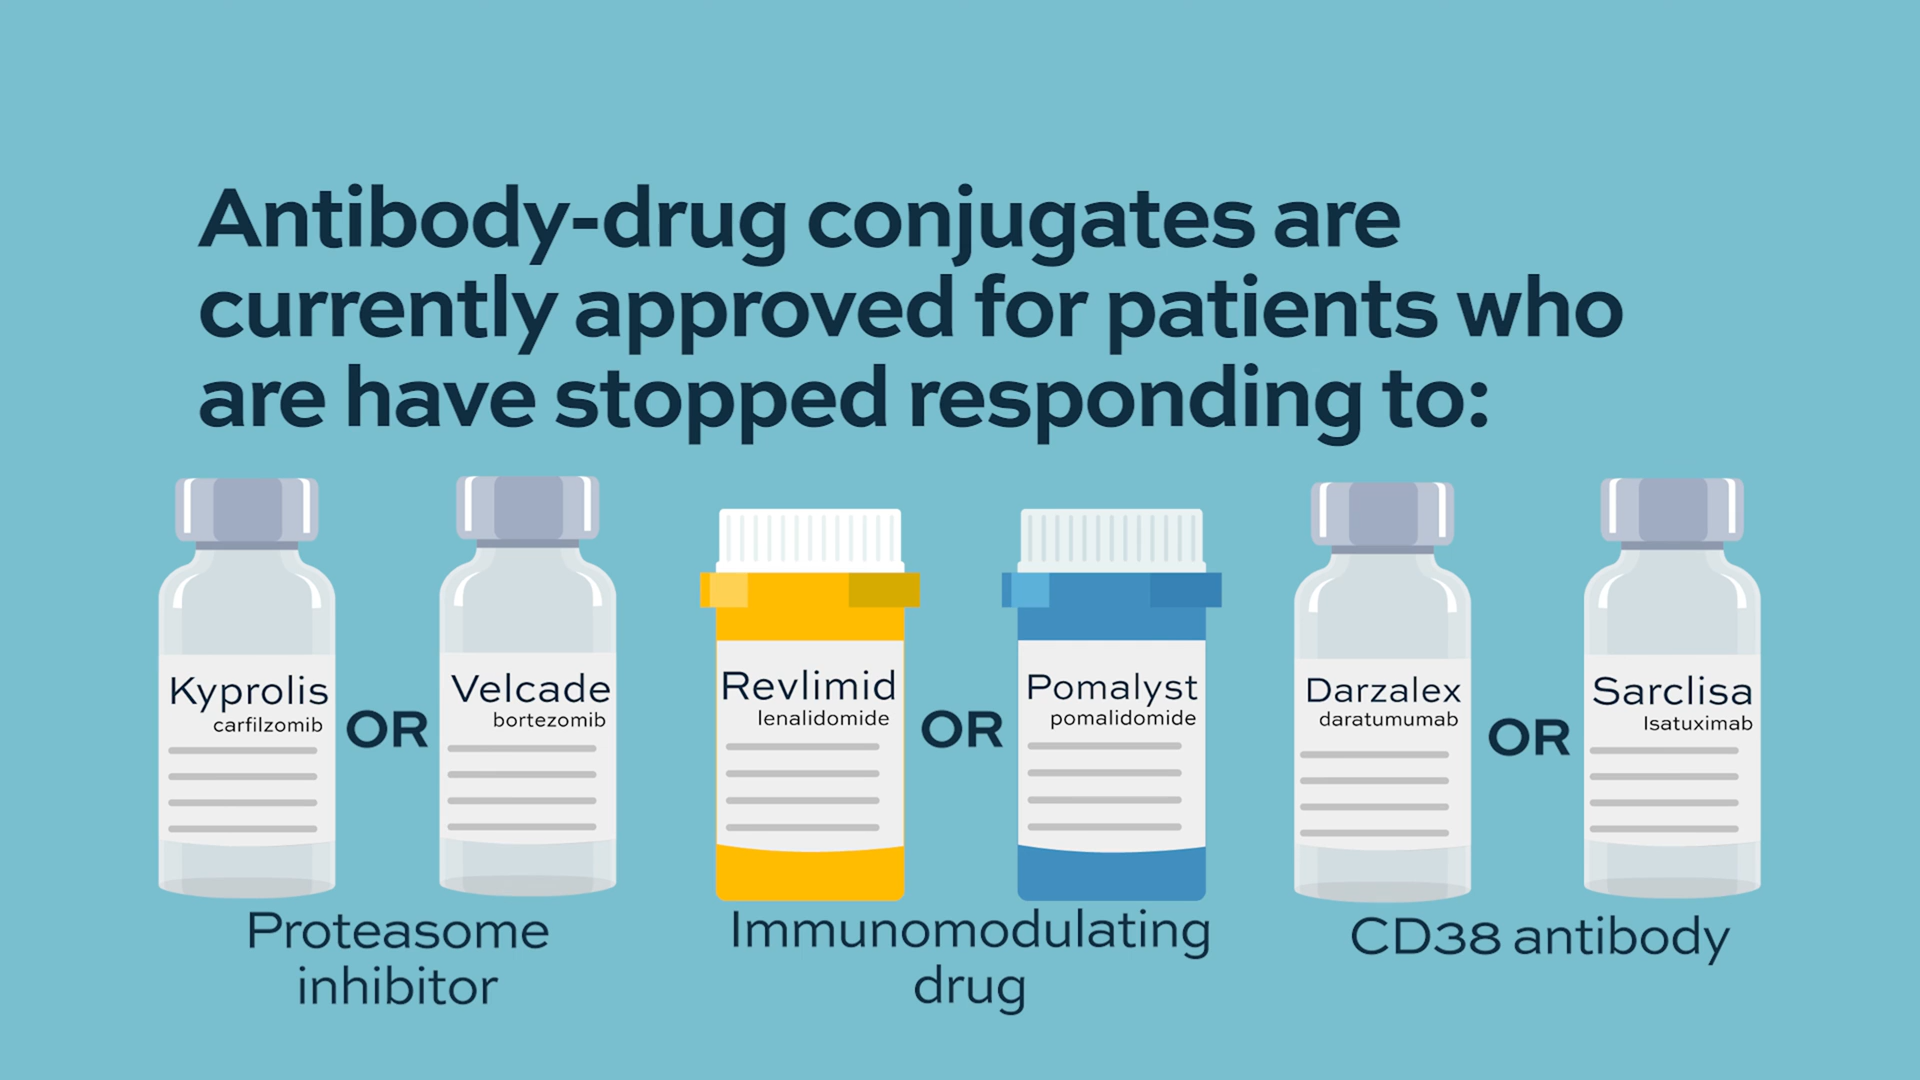 Antibody-drug conjugates are
currently approved for patients who
are have stopped responding to:
Kyprolis
carfilzomib
OR
Velcade
bortezomib
Revlimid
lenalidomide
OR
Pomalyst
pomalidomide
Darzalex
daratumumab
OR
Sarclisa
Isatuximab
Proteasome
inhibitor
Immunomodulating
drug
CD38 antibody